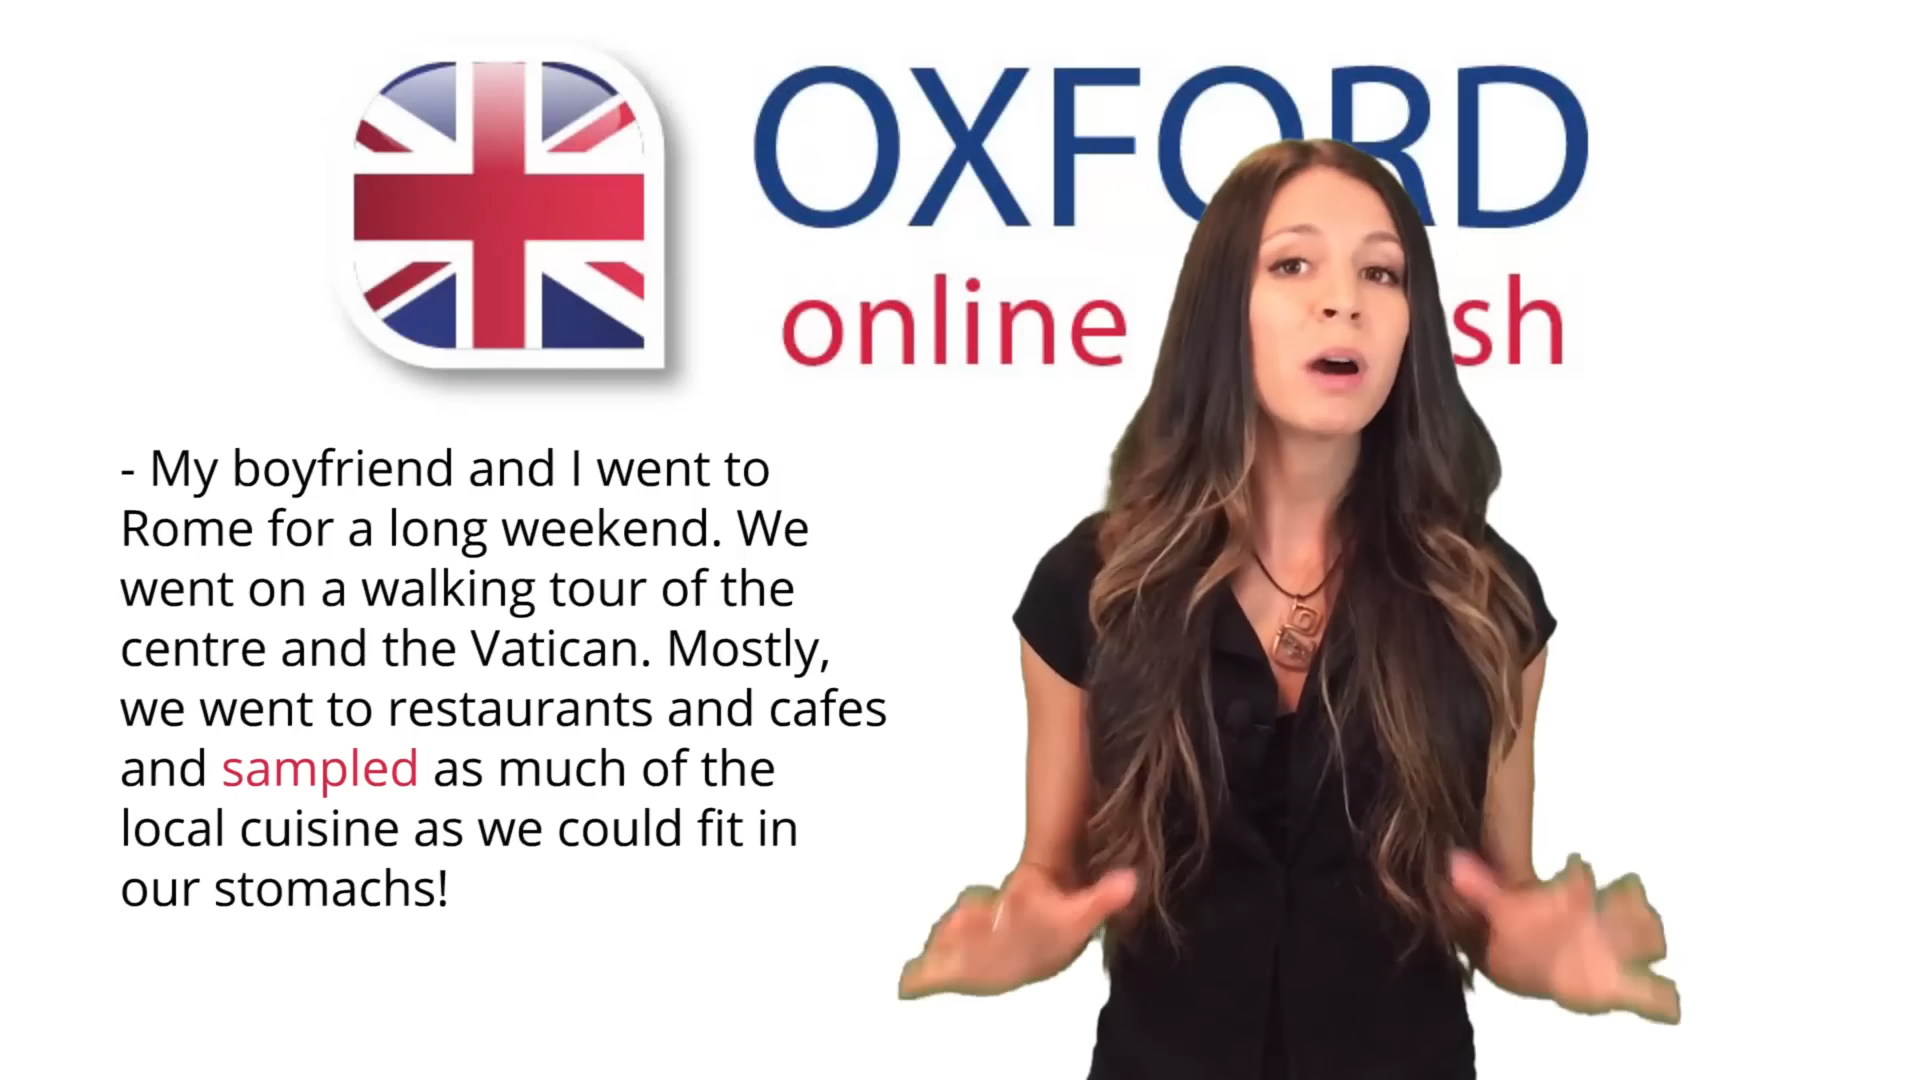 OXFORD
online sh
- My boyfriend and I went to
Rome for a long weekend. We
went on a walking tour of the
centre and the Vatican. Mostly,
we went to restaurants and cafes
and sampled as much of the
local cuisine as we could fit in
our stomachs!